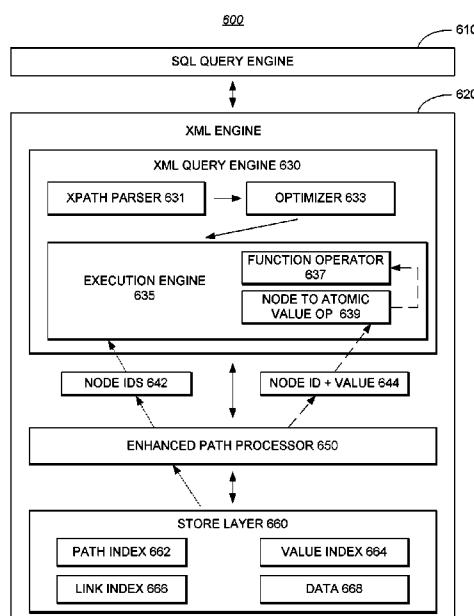 600
610
SQL QUERY ENGINE
620
XML ENGINE
XML QUERY ENGINE 630
XPATH PARSER 631
OPTIMIZER 633
EXECUTION ENGINE
635
FUNCTION OPERATOR
637
NODE TO ATOMIC
VALUE OP 639
NODE IDS 642
NODE ID + VALUE 644
ENHANCED PATH PROCESSOR 650
STORE LAYER 660
PATH INDEX 662
VALUE INDEX 664
LINK INDEX 666
DATA 668